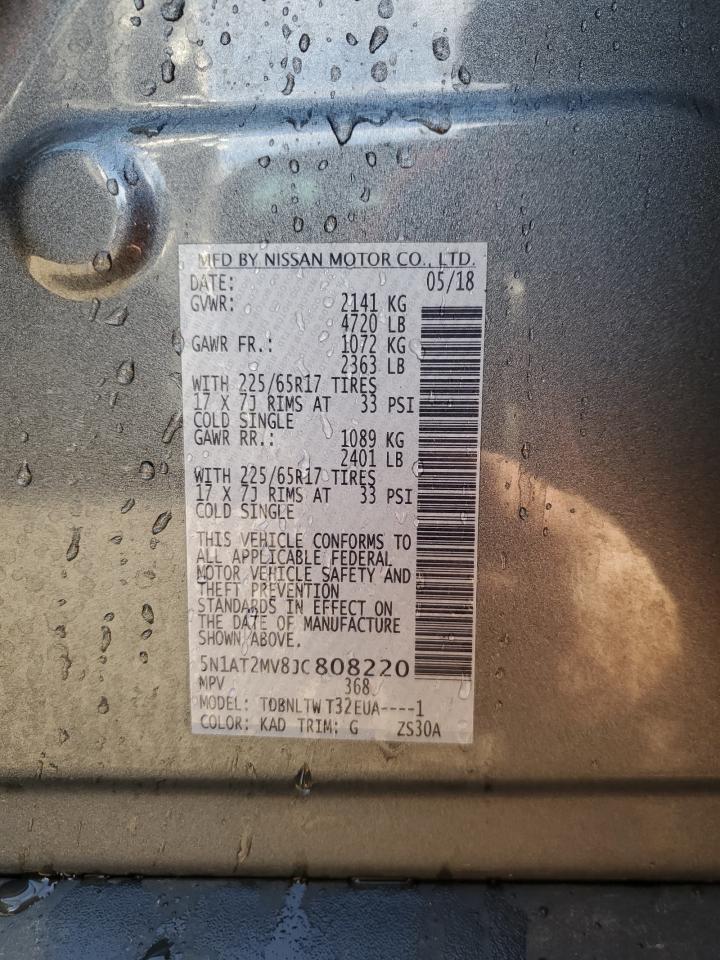 MFD BY NISSAN MOTOR CO., LTD.
DATE: 05/18
GVWR: 2141 KG
4720 LB
GAWR FR.: 1072 KG
2363 LB
WITH 225/65R17 TIRES
17 X 7J RIMS AT 33 PSI
COLD SINGLE
GAWR RR.: 1089 KG
2401 LB
WITH 225/65R17 TIRES
17 X 7J RIMS AT 33 PSI
COLD SINGLE
THIS VEHICLE CONFORMS TO
ALL APPLICABLE FEDERAL
MOTOR VEHICLE SAFETY AND
THEFT PREVENTION
STANDARDS IN EFFECT ON
THE DATE OF MANUFACTURE
SHOWN ABOVE.
5N1AT2MV8JC808220
MPV 368
MODEL: TOBNLTW T32EUA----1
COLOR: KAD TRIM: G ZS30A